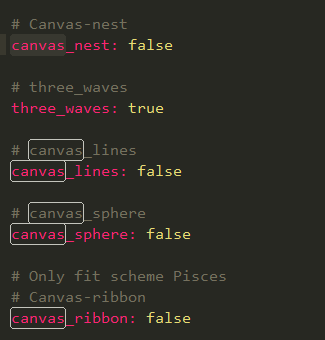 # Canvas-nest
canvas_nest: false
# three_waves
three_waves: true
# canvas_lines
canvas_lines: false
# canvas_sphere
canvas_sphere: false
# Only fit scheme Pisces
# Canvas-ribbon
canvas_ribbon: false